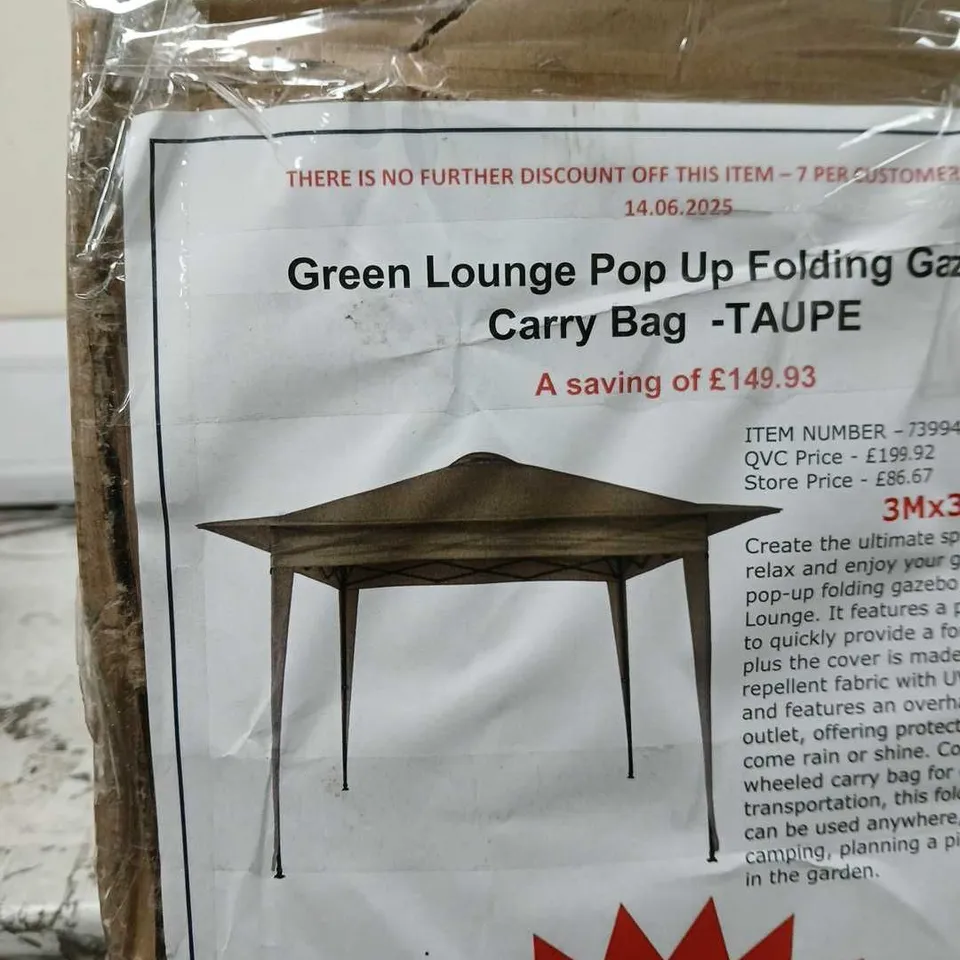 THERE IS NO FURTHER DISCOUNT OFF THIS ITEM – 7 PER CUSTOMER
14.06.2025
Green Lounge Pop Up Folding Gaz
Carry Bag -TAUPE
A saving of £149.93
ITEM NUMBER – 73994
QVC Price - £199.92
Store Price - £86.67
3Mx3
Create the ultimate sp
relax and enjoy your g
pop-up folding gazebo
Lounge. It features a p
to quickly provide a fo
plus the cover is made
repellent fabric with UV
and features an overha
outlet, offering protect
come rain or shine. Co
wheeled carry bag for
transportation, this fold
can be used anywhere,
camping, planning a pi
in the garden.